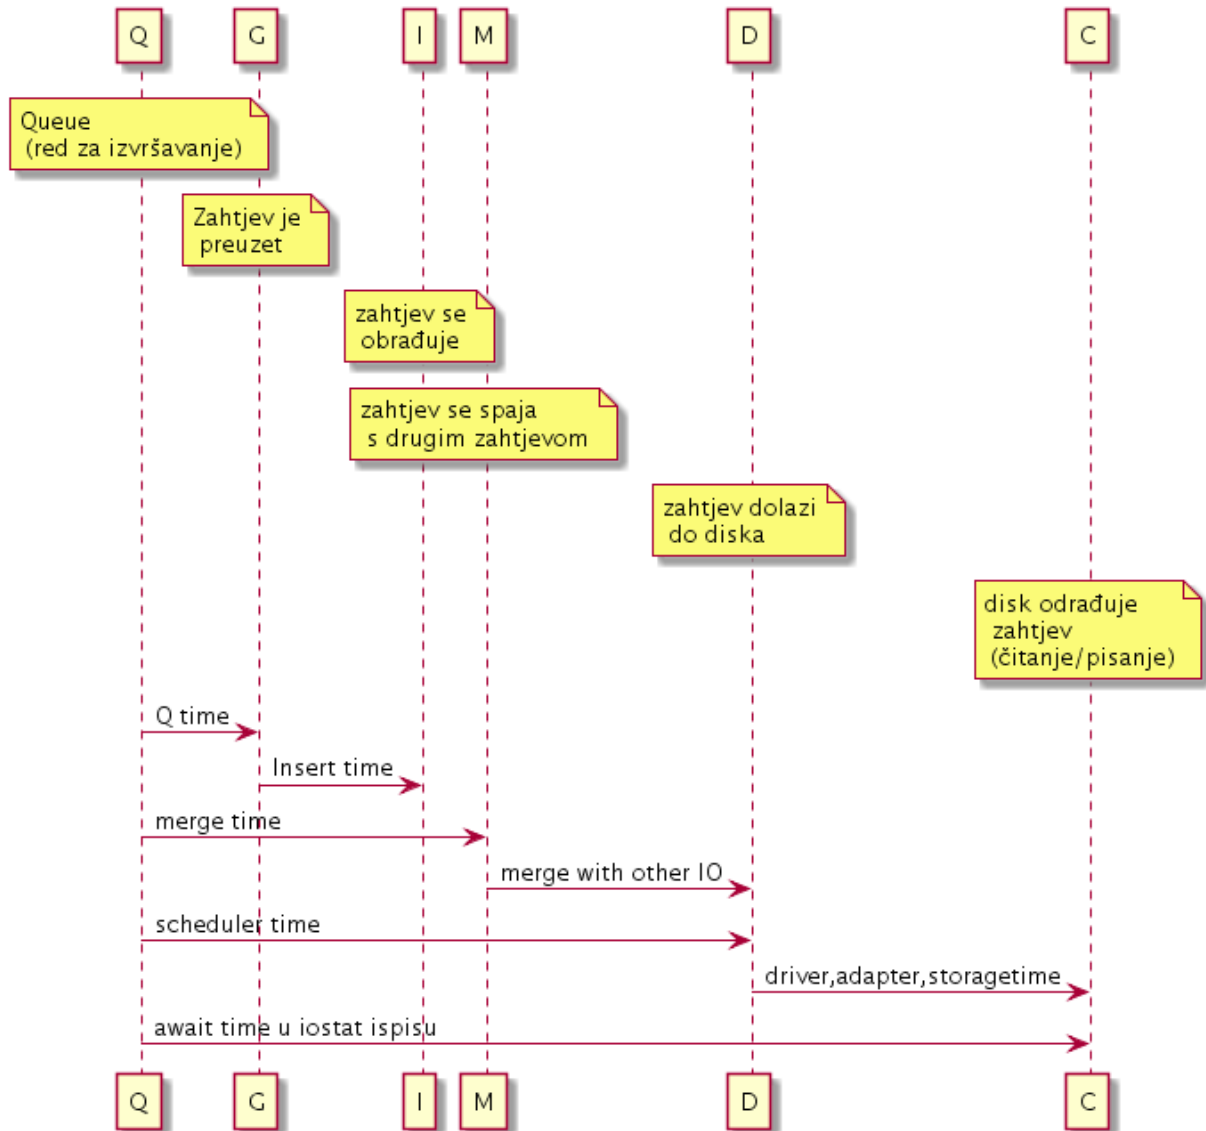 Q G I M D C
Queue
(red za izvršavanje)
Zahtjev je
preuzet
zahtjev se
obrađuje
zahtjev se spaja
s drugim zahtjevom
zahtjev dolazi
do diska
disk odrađuje
zahtjev
(čitanje/pisanje)
Q time
Insert time
merge time
merge with other IO
scheduler time
driver,adapter,storagetime
await time u iostat ispisu
Q G I M D C